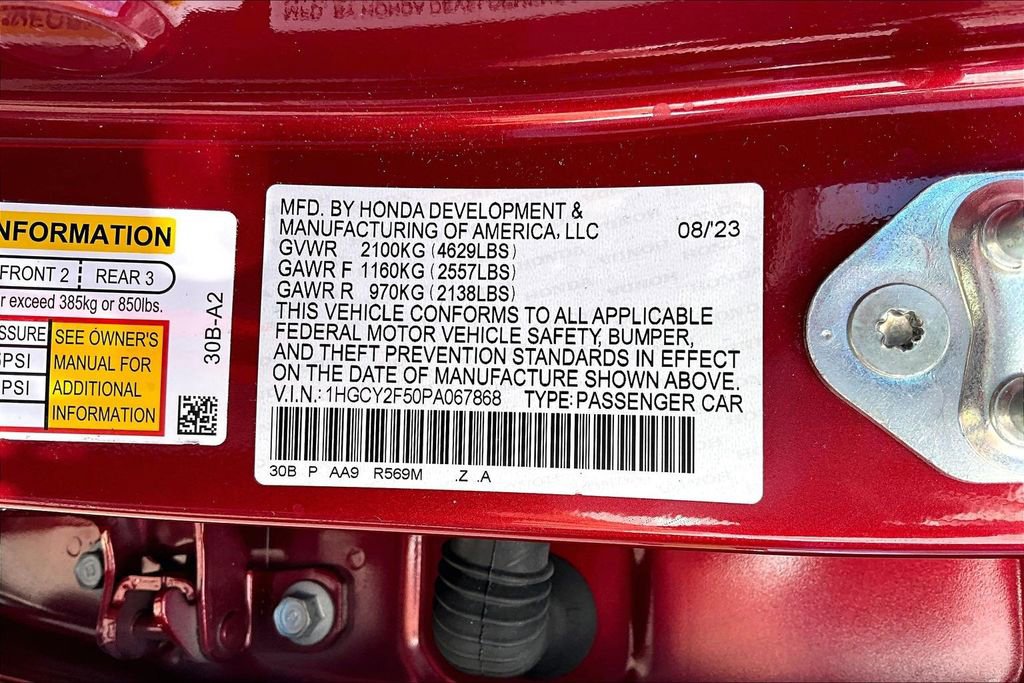 MFD. BY HONDA DEVELOPMENT &
MANUFACTURING OF AMERICA, LLC 08/'23
GVWR 2100KG (4629LBS)
GAWR F 1160KG (2557LBS)
GAWR R 970KG (2138LBS)
THIS VEHICLE CONFORMS TO ALL APPLICABLE
FEDERAL MOTOR VEHICLE SAFETY, BUMPER,
AND THEFT PREVENTION STANDARDS IN EFFECT
ON THE DATE OF MANUFACTURE SHOWN ABOVE.
V.I.N.: 1HGCY2F50PA067868 TYPE: PASSENGER CAR
30B P AA9 R569M .Z .A
NFORMATION
FRONT 2 REAR 3
r exceed 385kg or 850lbs.
SSURE
PSI
PSI
SEE OWNER'S
MANUAL FOR
ADDITIONAL
INFORMATION
30B-A2